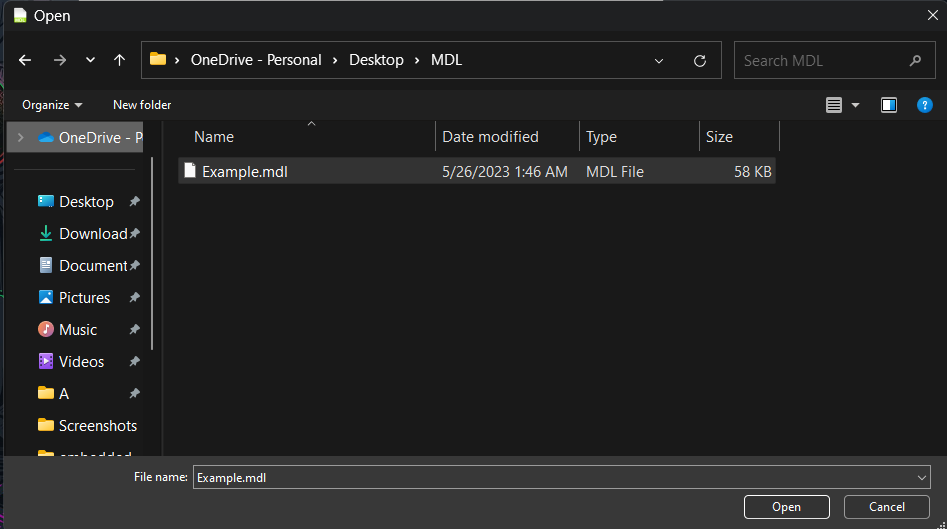 Open
OneDrive - Personal Desktop MDL
Search MDL
Organize New folder
Name Date modified Type Size
OneDrive - P
Example.mdl 5/26/2023 1:46 AM MDL File 58 KB
Desktop
Download
Document
Pictures
Music
Videos
A
Screenshots
File name: Example.mdl
Open Cancel